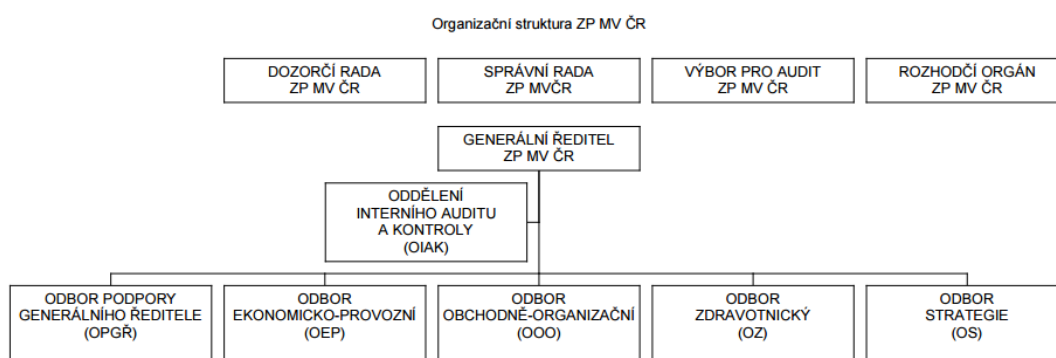 Organizační struktura ZP MV ČR
DOZORČÍ RADA
ZP MV ČR
SPRÁVNÍ RADA
ZP MVČR
VÝBOR PRO AUDIT
ZP MV ČR
ROZHODČÍ ORGÁN
ZP MV ČR
GENERÁLNÍ ŘEDITEL
ZP MV ČR
ODDĚLENÍ
INTERNÍHO AUDITU
A KONTROLY
(OIAK)
ODBOR PODPORY
GENERÁLNÍHO ŘEDITELE
(OPGŘ)
ODBOR
EKONOMICKO-PROVOZNÍ
(OEP)
ODBOR
OBCHODNĚ-ORGANIZAČNÍ
(OOO)
ODBOR
ZDRAVOTNICKÝ
(OZ)
ODBOR
STRATEGIE
(OS)